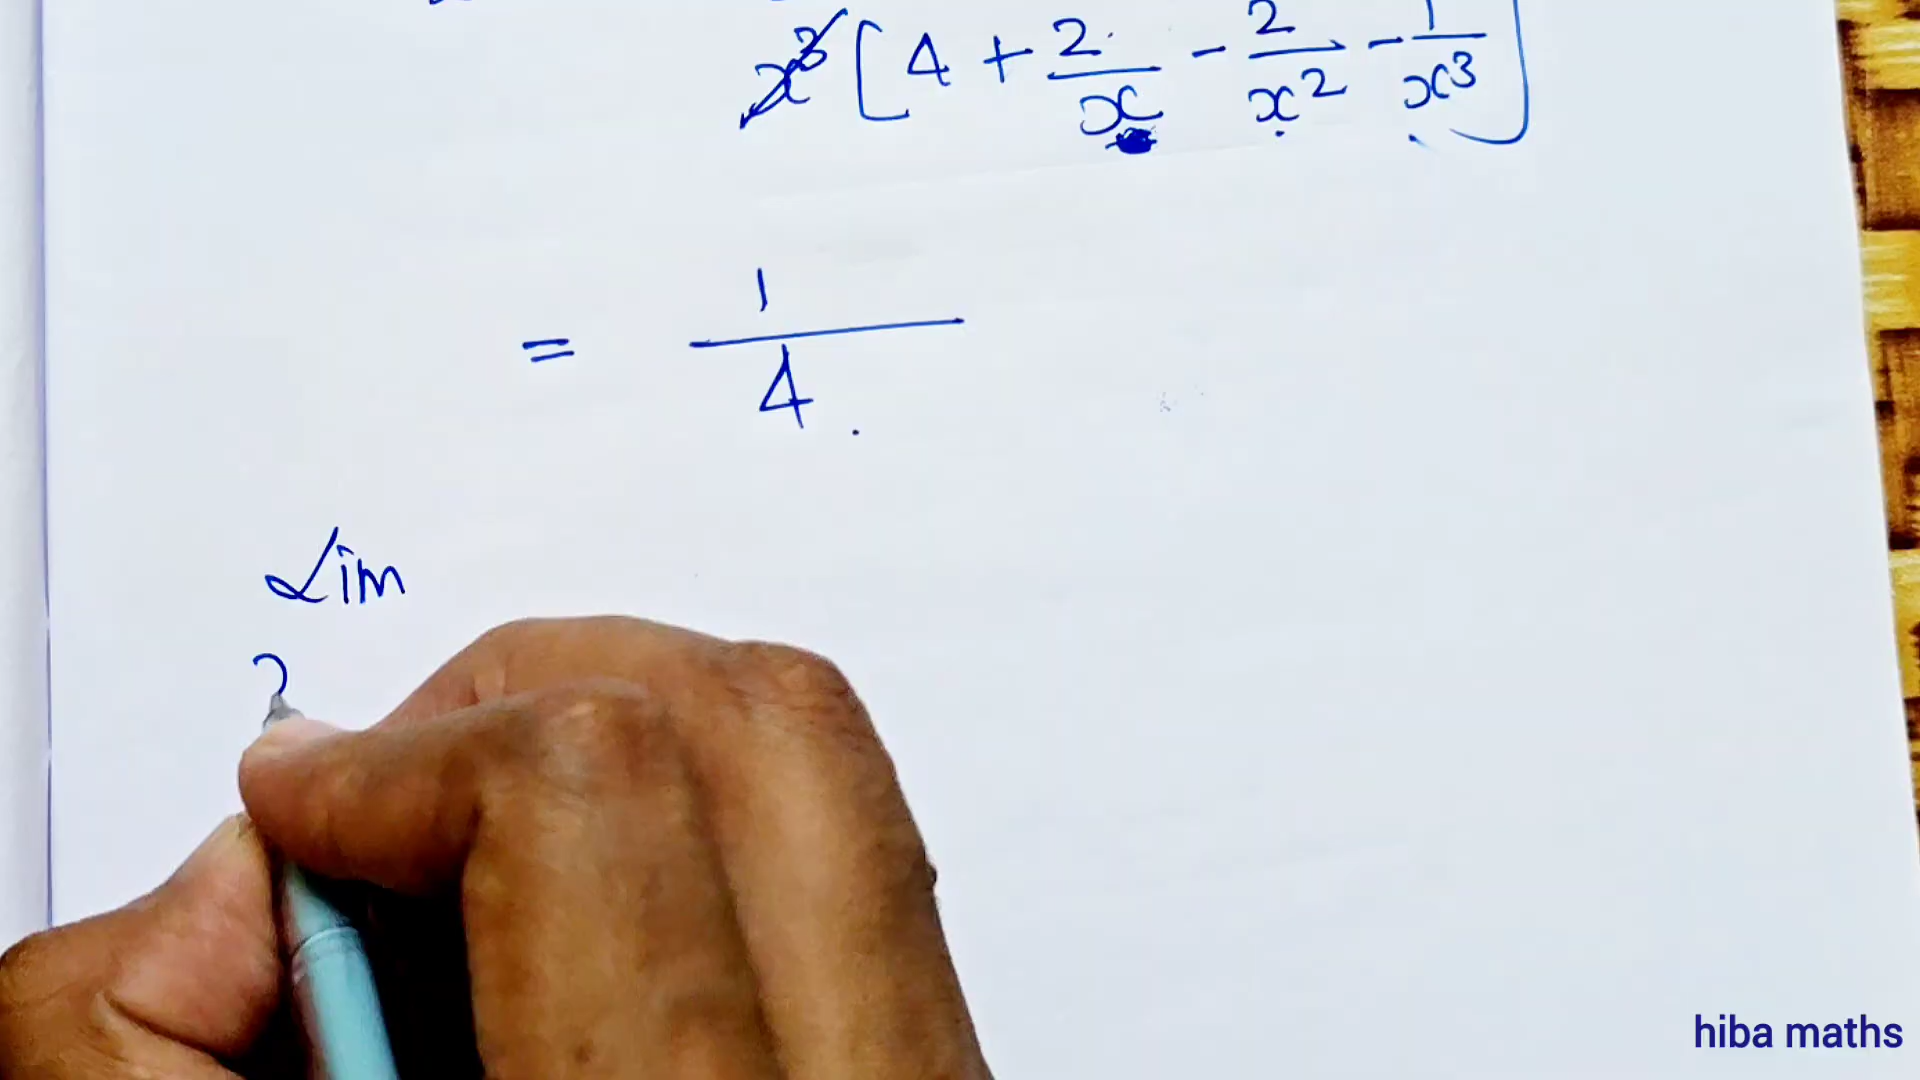 x³ [4 + 2/x - 2/x² - 1/x³]
= 1/4 .
Lim
hiba maths